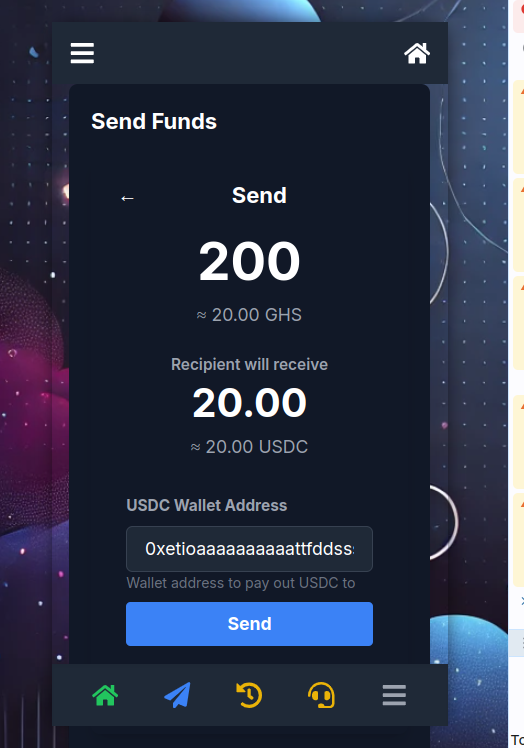 Send Funds
← Send
200
≈ 20.00 GHS
Recipient will receive
20.00
≈ 20.00 USDC
USDC Wallet Address
0xetioaaaaaaaaaattfddss
Wallet address to pay out USDC to
Send
To